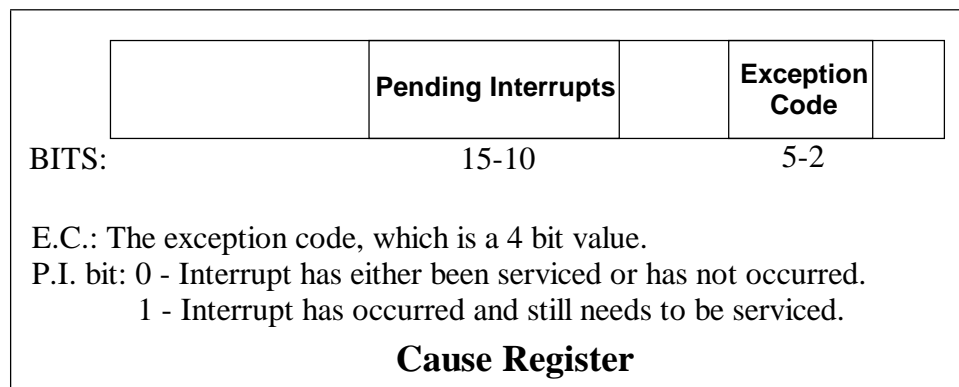 Pending Interrupts
Exception
Code
BITS:
15-10
5-2
E.C.: The exception code, which is a 4 bit value.
P.I. bit: 0 - Interrupt has either been serviced or has not occurred.
1 - Interrupt has occurred and still needs to be serviced.
Cause Register